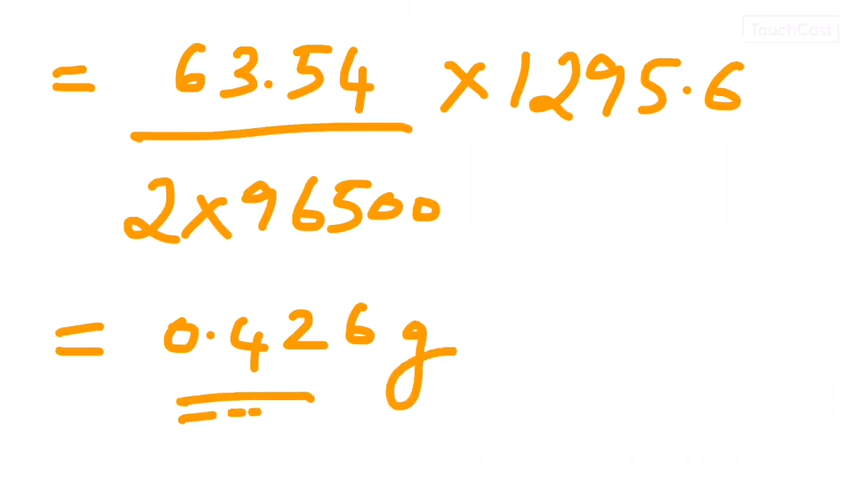 TouchCast
= 63.54 × 1295.6
2×96500
= 0.426 g